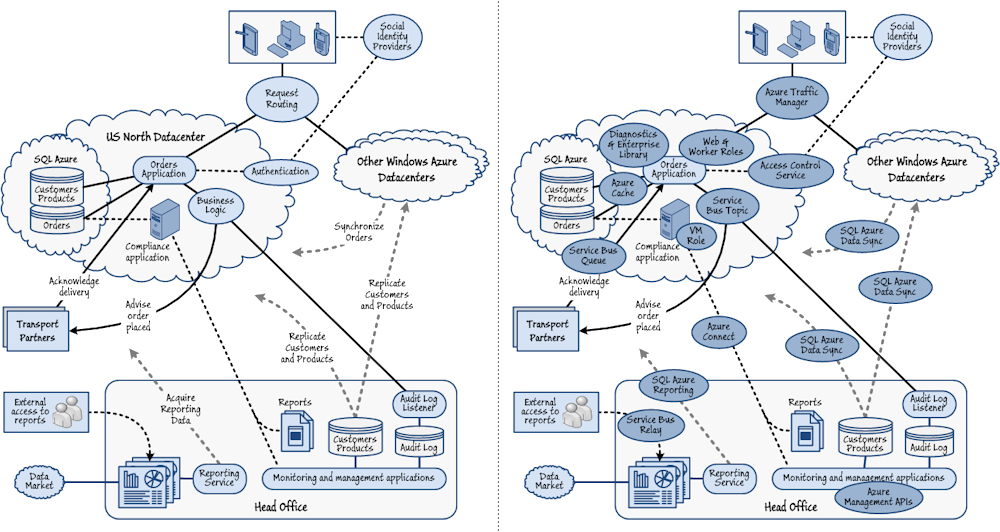 Social
Identity
Providers
Request
Routing
US North Datacenter
SQL Azure
Orders
Application
Authentication
Other Windows Azure
Datacenters
Customers
Products
Orders
Business
Logic
Compliance
application
Synchronize
Orders
Acknowledge
delivery
Advise
order
placed
Replicate
Customers
and Products
Transport
Partners
Replicate
Customers
and Products
External
access to
reports
Acquire
Reporting
Data
Reports
Audit Log
Listener
Customers
Products
Audit Log
Data
Market
Reporting
Service
Monitoring and management applications
Head Office
Social
Identity
Providers
Azure Traffic
Manager
Diagnostics
& Enterprise
Library
Web &
Worker Roles
SQL Azure
Orders
Application
Access Control
Service
Other Windows Azure
Datacenters
Customers
Products
Azure
Cache
Orders
Service
Bus Topic
VM
Role
Compliance
application
Service Bus
Queue
SQL Azure
Data Sync
Acknowledge
delivery
Advise
order
placed
SQL Azure
Data Sync
Transport
Partners
Azure
Connect
SQL Azure
Data Sync
SQL Azure
Reporting
External
access to
reports
Service Bus
Relay
Reports
Audit Log
Listener
Customers
Products
Audit Log
Data
Market
Reporting
Service
Monitoring and management applications
Azure
Management APIs
Head Office